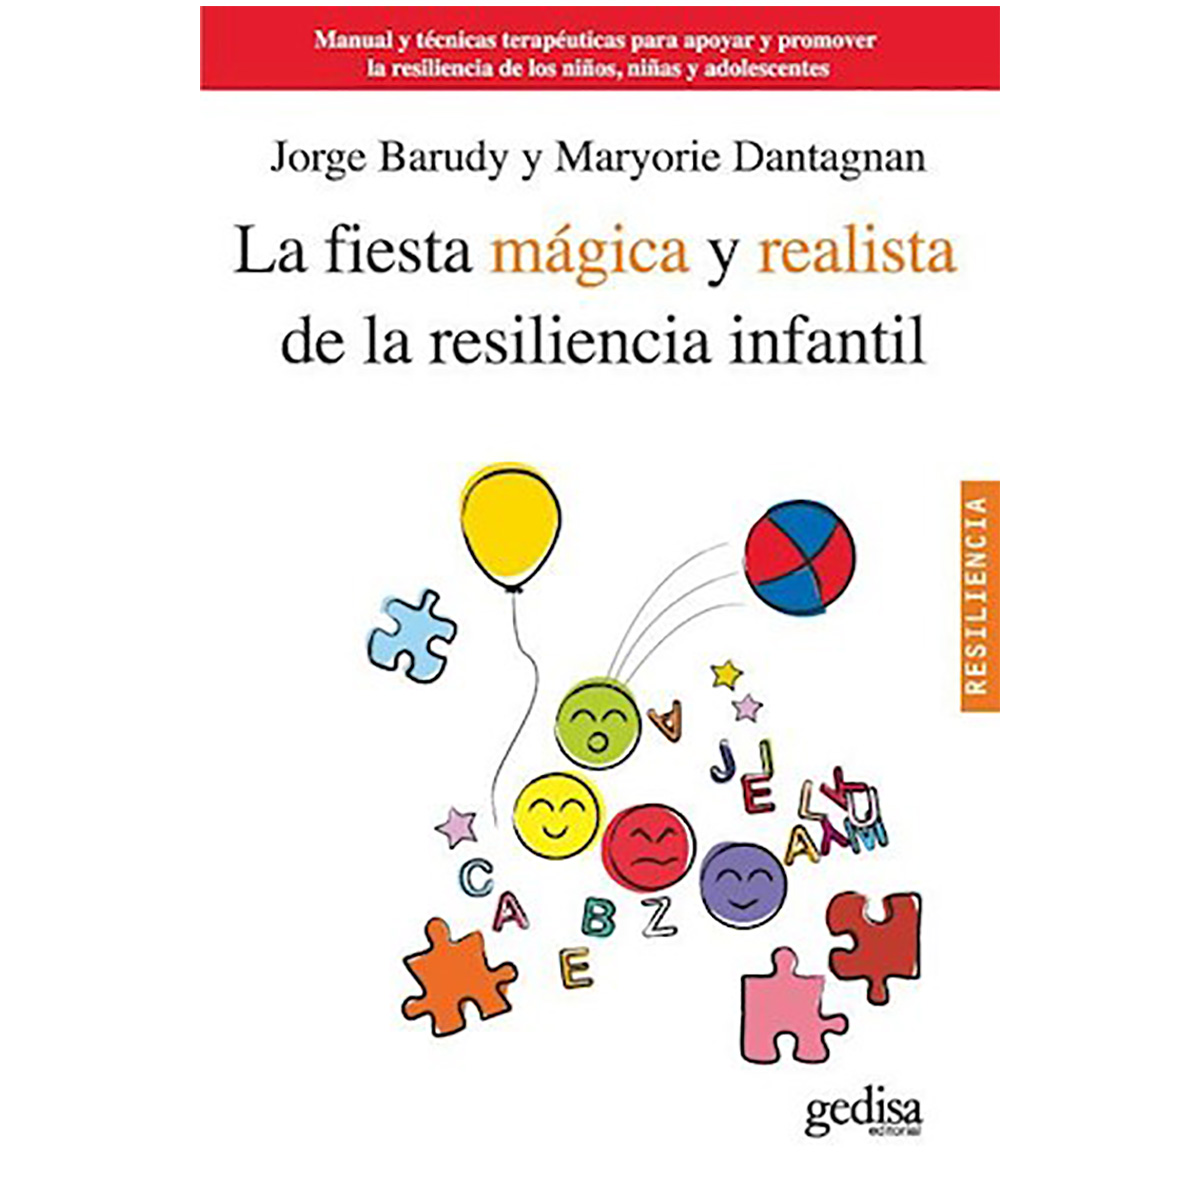 Manual y técnicas terapéuticas para apoyar y promover
la resiliencia de los niños, niñas y adolescentes
Jorge Barudy y Maryorie Dantagnan
La fiesta mágica y realista
de la resiliencia infantil
RESILIENCIA
A
J I
E
L K U
A Y M
C
A
B Z
E
gedisa
editorial